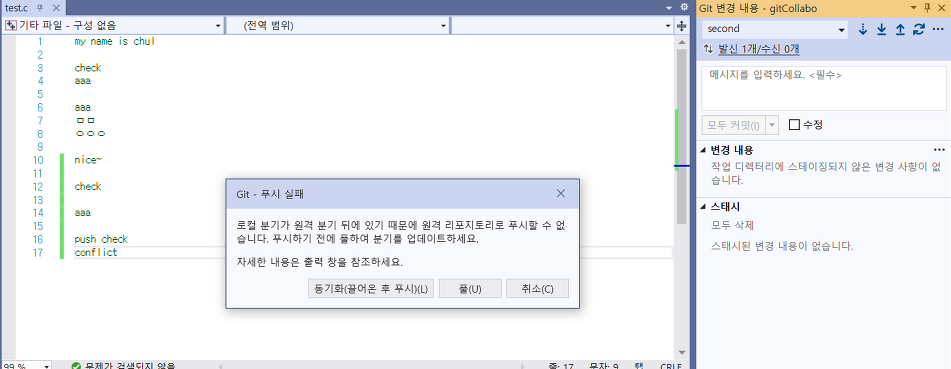 test.c
기타 파일 - 구성 없음
(전역 범위)
1 my name is chul
2
3 check
4 aaa
5
6 aaa
7 ㅁㅁ
8 ㅇㅇㅇ
9
10 nice~
11
12 check
13
14 aaa
15
16 push check
17 conflict
99 %
문제가 검색되지 않음
줄: 17
문자: 9
탭
CRLF
Git - 푸시 실패
로컬 분기가 원격 분기 뒤에 있기 때문에 원격 리포지토리로 푸시할 수 없
습니다. 푸시하기 전에 풀하여 분기를 업데이트하세요.
자세한 내용은 출력 창을 참조하세요.
동기화(끌어온 후 푸시)(L)
풀(U)
취소(C)
Git 변경 내용 - gitCollabo
second
발신 1개/수신 0개
메시지를 입력하세요. <필수>
모두 커밋(I)
수정
변경 내용
작업 디렉터리에 스테이징되지 않은 변경 사항이 없
습니다.
스태시
모두 삭제
스태시된 변경 내용이 없습니다.